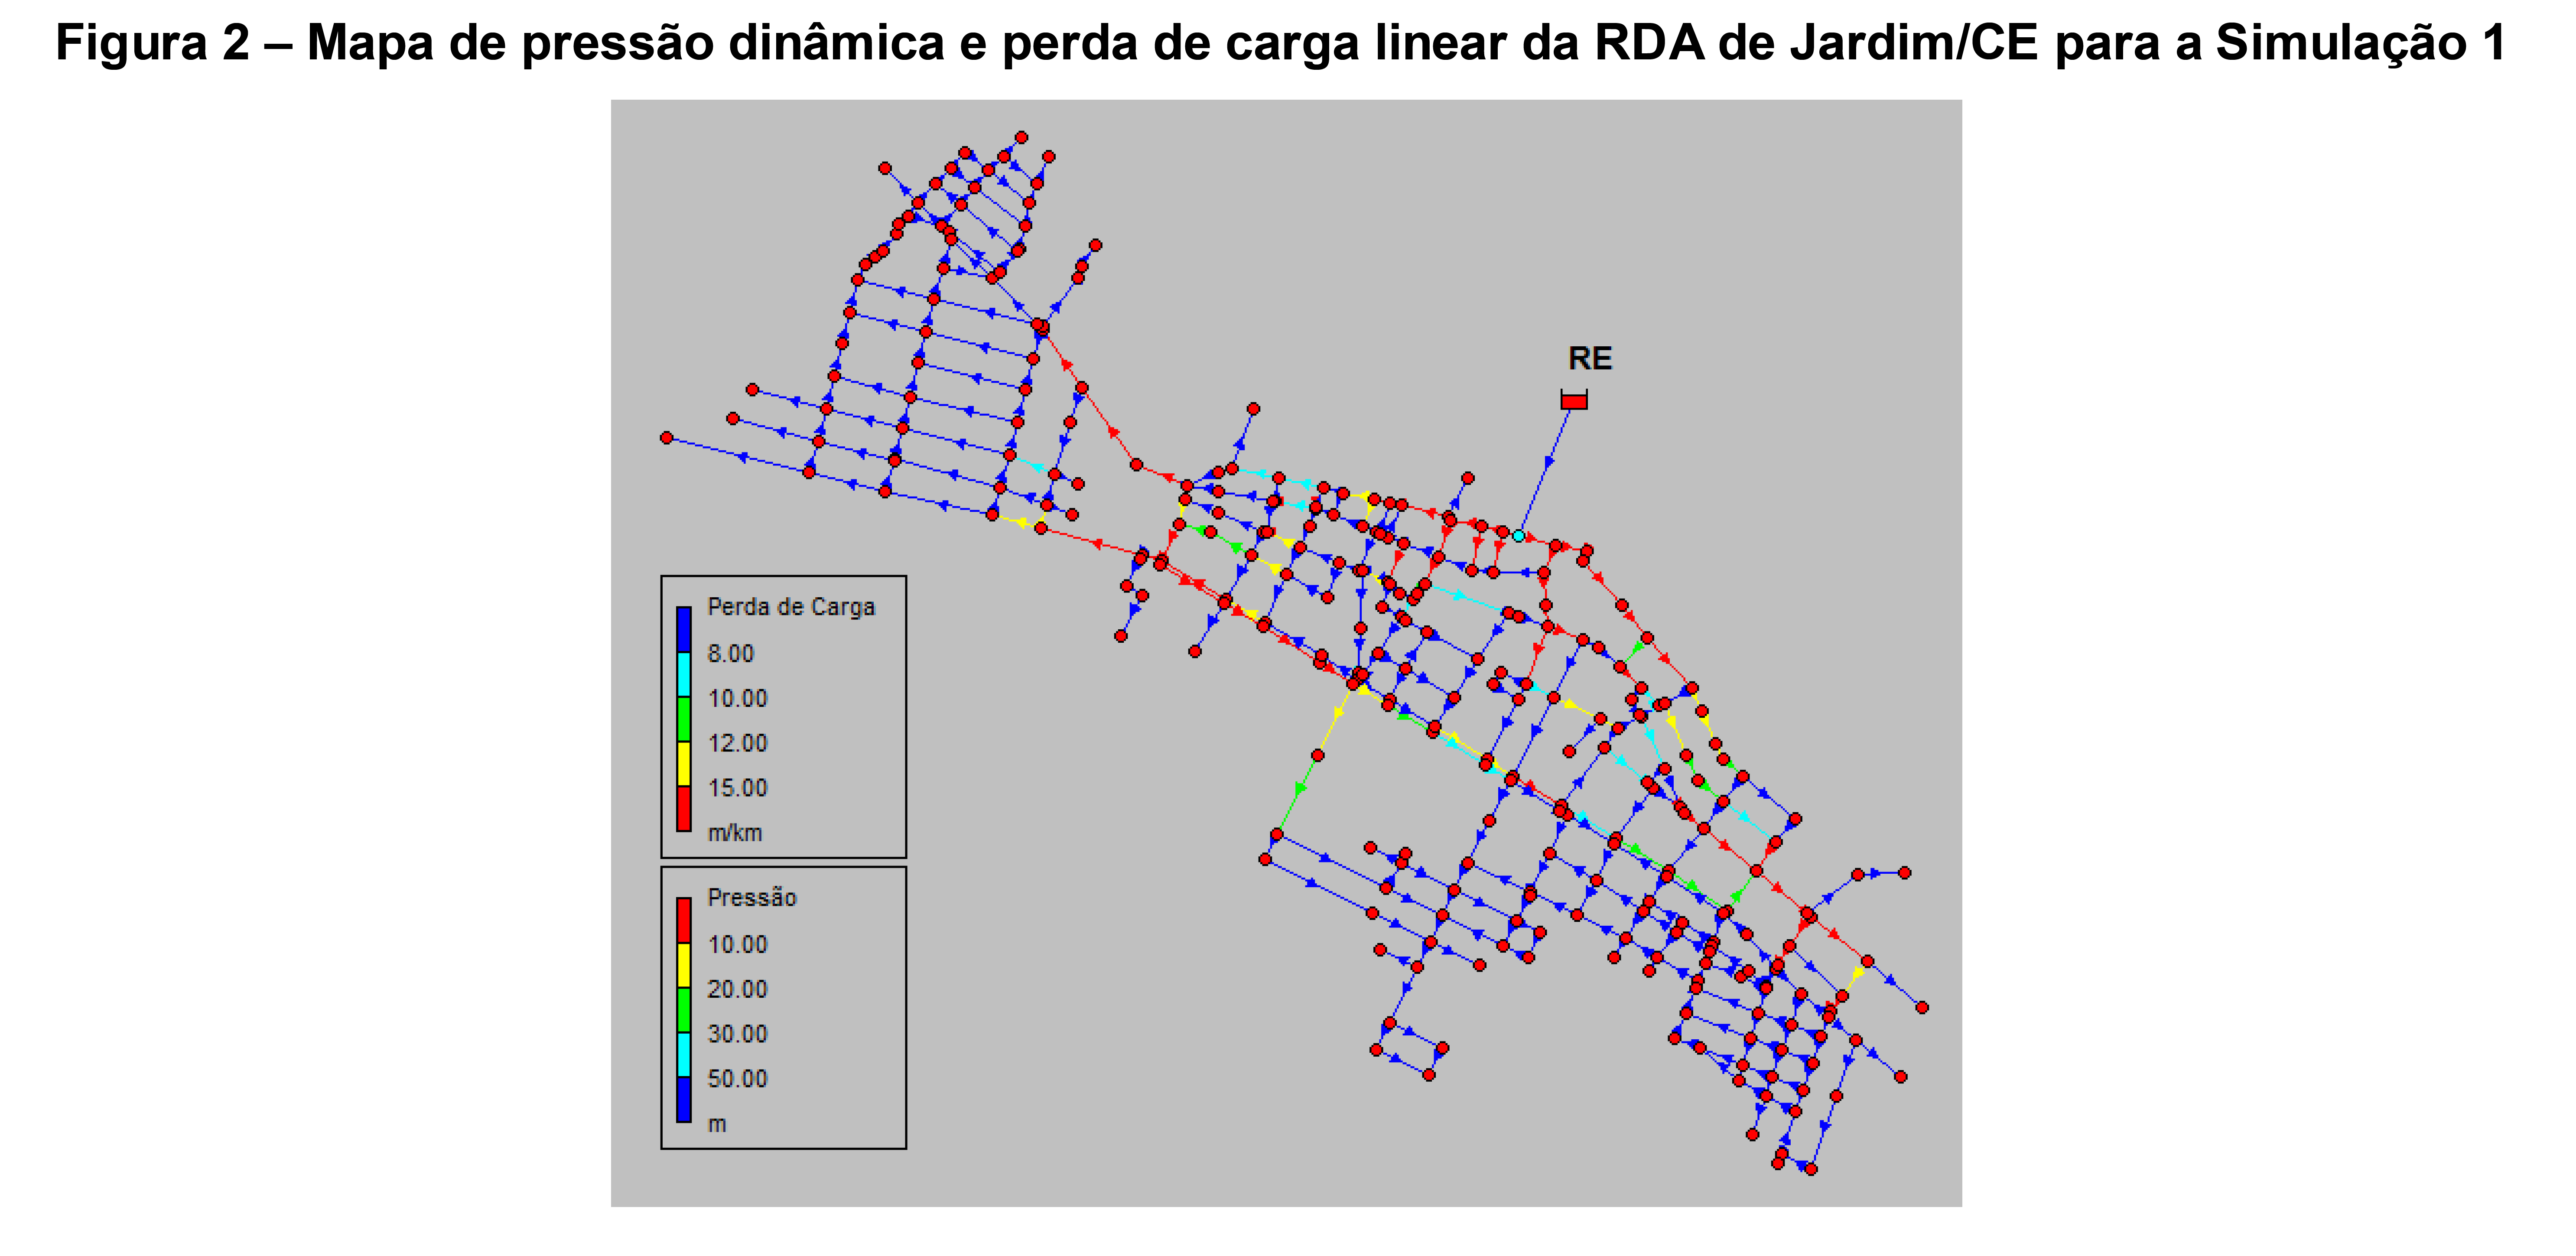 Figura 2 – Mapa de pressão dinâmica e perda de carga linear da RDA de Jardim/CE para a Simulação 1
RE
Perda de Carga
8.00
10.00
12.00
15.00
m/km
Pressão
10.00
20.00
30.00
50.00
m